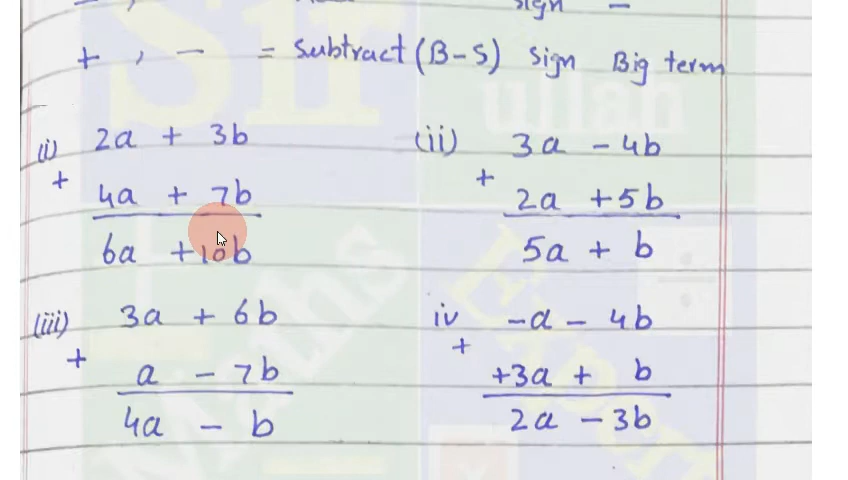 sign –
+ , – = Subtract (B-S) sign Big term
(i) 2a + 3b
+ 4a + 7b
6a + 10b
(ii) 3a - 4b
+ 2a + 5b
5a + b
(iii) 3a + 6b
+ a - 7b
4a - b
iv -a - 4b
+ +3a + b
2a - 3b